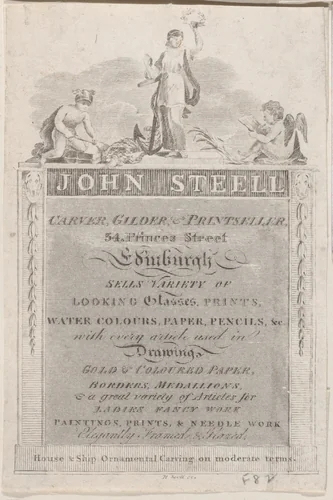 JOHN STEELL
CARVER, GILDER, & PRINTSELLER,
54, Princes Street
Edinburgh
SELLS VARIETY OF
LOOKING Glasses, PRINTS,
WATER COLOURS, PAPER, PENCILS, &c.
with every article used in
Drawing,
GOLD & COLOURED PAPER,
BORDERS, MEDALLIONS,
& a great variety of Articles for
LADIES FANCY WORK
PAINTINGS, PRINTS, & NEEDLE WORK
Elegantly Framed & Glazed.
House & Ship Ornamental Carving on moderate terms.